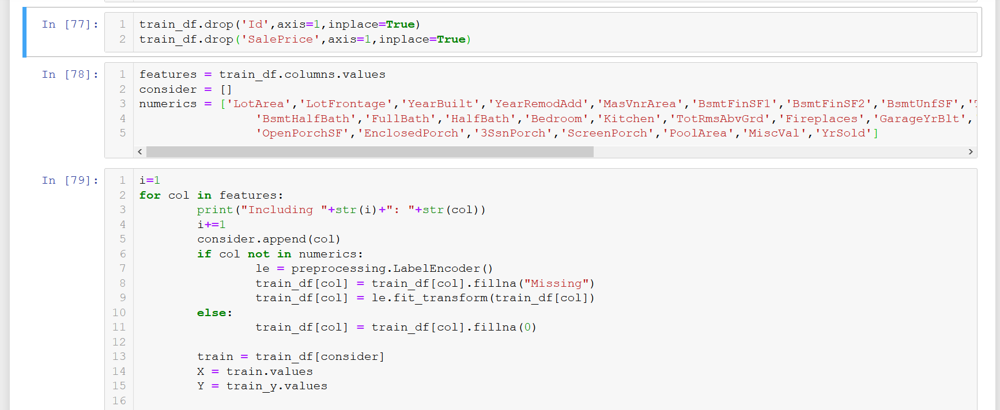 In [77]:
1 train_df.drop('Id',axis=1,inplace=True)
2 train_df.drop('SalePrice',axis=1,inplace=True)
In [78]:
1 features = train_df.columns.values
2 consider = []
3 numerics = ['LotArea','LotFrontage','YearBuilt','YearRemodAdd','MasVnrArea','BsmtFinSF1','BsmtFinSF2','BsmtUnfSF','
4 'BsmtHalfBath','FullBath','HalfBath','Bedroom','Kitchen','TotRmsAbvGrd','Fireplaces','GarageYrBlt',
5 'OpenPorchSF','EnclosedPorch','3SsnPorch','ScreenPorch','PoolArea','MiscVal','YrSold']
In [79]:
1 i=1
2 for col in features:
3 print("Including "+str(i)+": "+str(col))
4 i+=1
5 consider.append(col)
6 if col not in numerics:
7 le = preprocessing.LabelEncoder()
8 train_df[col] = train_df[col].fillna("Missing")
9 train_df[col] = le.fit_transform(train_df[col])
10 else:
11 train_df[col] = train_df[col].fillna(0)
12
13 train = train_df[consider]
14 X = train.values
15 Y = train_y.values
16